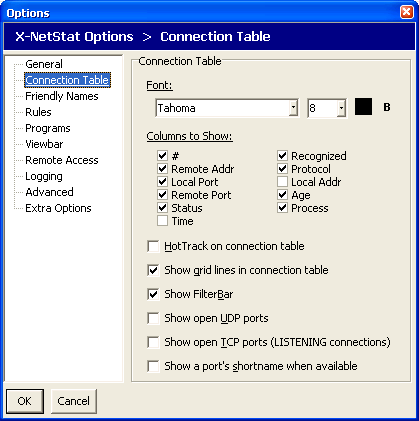 Options
X-NetStat Options > Connection Table
General
Connection Table
Friendly Names
Rules
Programs
Viewbar
Remote Access
Logging
Advanced
Extra Options
Connection Table
Font:
Tahoma 8 B
Columns to Show:
# Recognized
Remote Addr Protocol
Local Port Local Addr
Remote Port Age
Status Process
Time
HotTrack on connection table
Show grid lines in connection table
Show FilterBar
Show open UDP ports
Show open TCP ports (LISTENING connections)
Show a port's shortname when available
OK Cancel